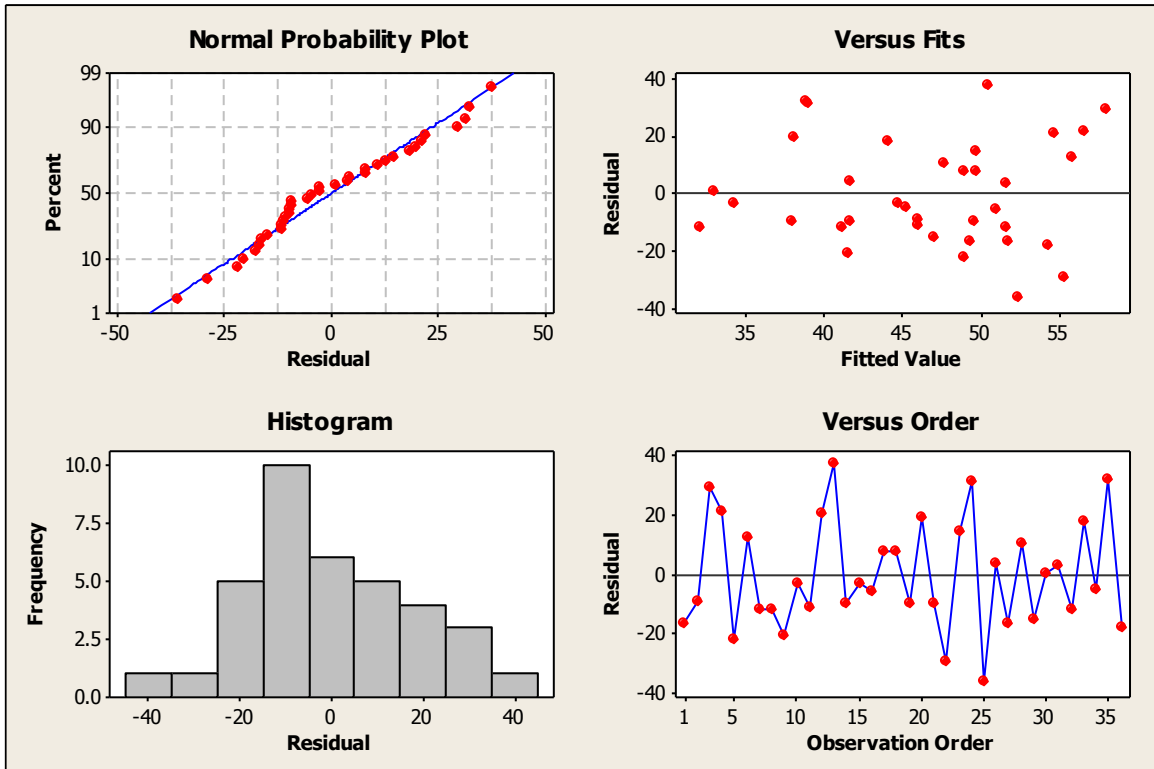 Normal Probability Plot
99
90
50
10
1
Percent
-50 -25 0 25 50
Residual
Versus Fits
40
20
0
-20
-40
Residual
35 40 45 50 55
Fitted Value
Histogram
10.0
7.5
5.0
2.5
0.0
Frequency
-40 -20 0 20 40
Residual
Versus Order
40
20
0
-20
-40
Residual
1 5 10 15 20 25 30 35
Observation Order